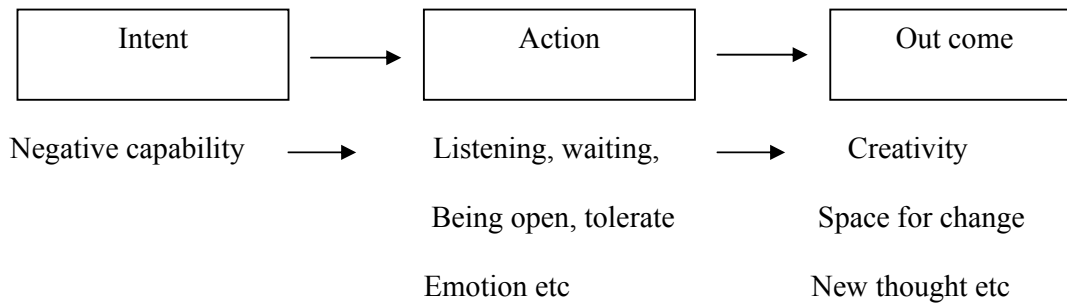 Intent Action Out come
Negative capability Listening, waiting, Creativity
Being open, tolerate Space for change
Emotion etc New thought etc